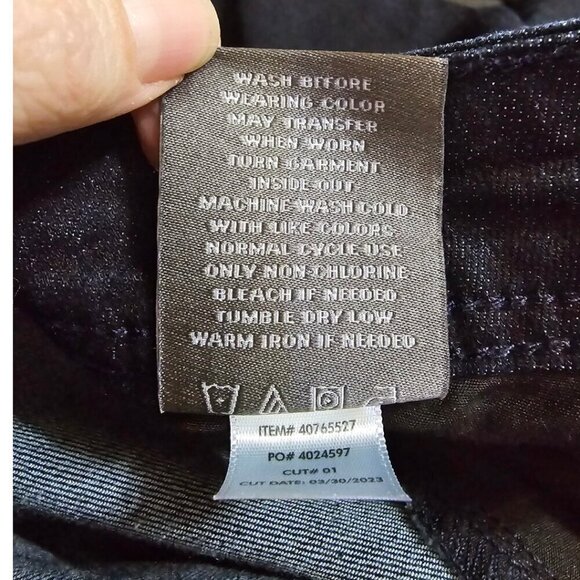 WASH BEFORE
WEARING COLOR
MAY TRANSFER
WHEN WORN
TURN GARMENT
INSIDE OUT
MACHINE WASH COLD
WITH LIKE COLORS
NORMAL CYCLE USE
ONLY NON-CHLORINE
BLEACH IF NEEDED
TUMBLE DRY LOW
WARM IRON IF NEEDED
ITEM# 40765527
PO# 4024597
CUT# 01
CUT DATE: 03/30/2023